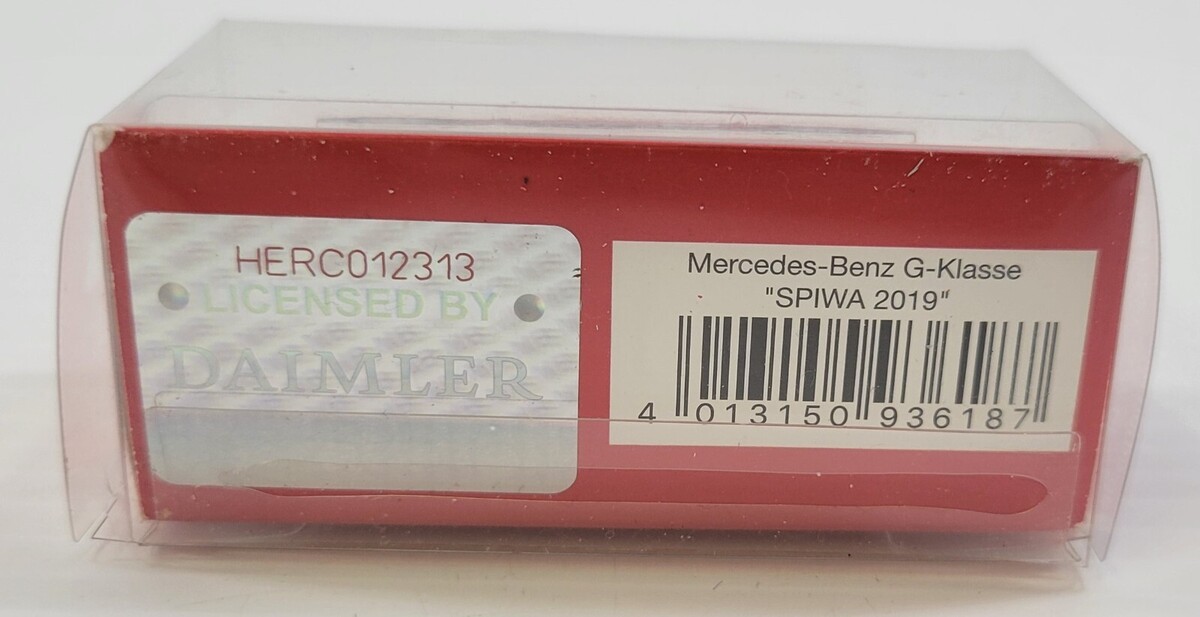 HERC012313
LICENSED BY
DAIMLER
Mercedes-Benz G-Klasse
"SPIWA 2019"
4 013150 936187